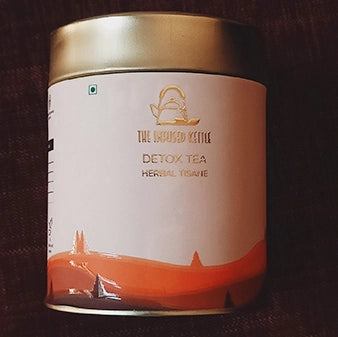 THE INFUSED KETTLE
DETOX TEA
HERBAL TISANE